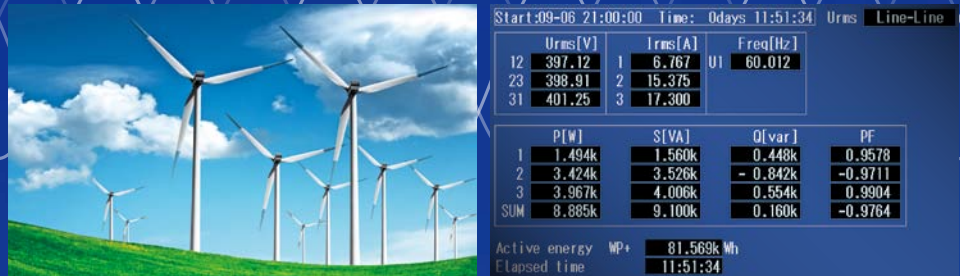 Start:09-06 21:00:00 Time: 0days 11:51:34 Urms Line-Line
Urms[V] Irms[A] Freq[Hz]
12 397.12 1 6.767 U1 60.012
23 398.91 2 15.375
31 401.25 3 17.300
P[W] S[VA] Q[var] PF
1 1.494k 1.560k 0.448k 0.9578
2 3.424k 3.526k - 0.842k -0.9711
3 3.967k 4.006k 0.554k 0.9904
SUM 8.885k 9.100k 0.160k -0.9764
Active energy WP+ 81.569k Wh
Elapsed time 11:51:34